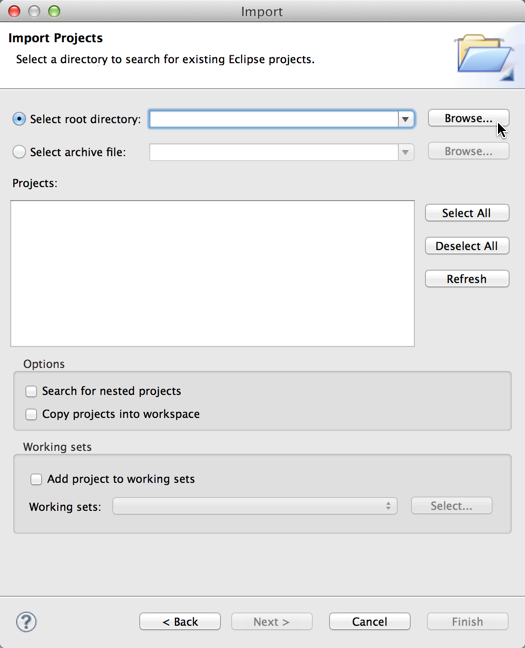 Import
Import Projects
Select a directory to search for existing Eclipse projects.
Select root directory:
Browse...
Select archive file:
Browse...
Projects:
Select All
Deselect All
Refresh
Options
Search for nested projects
Copy projects into workspace
Working sets
Add project to working sets
Working sets:
Select...
?
< Back
Next >
Cancel
Finish